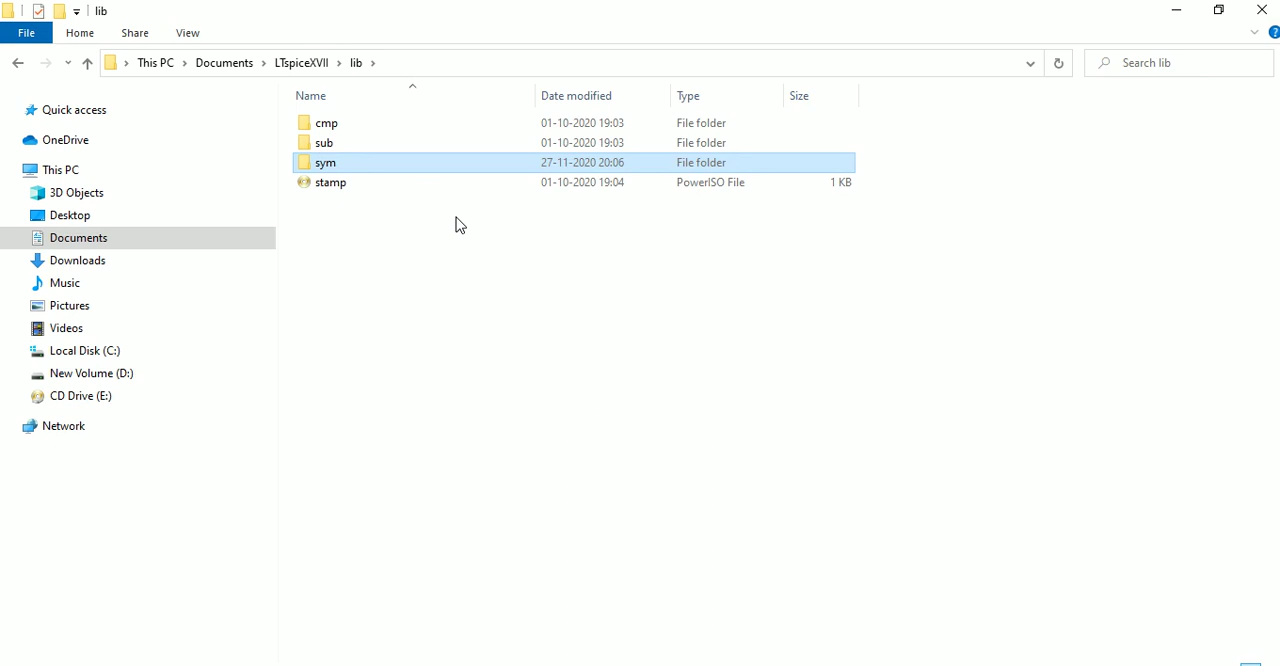 lib
File Home Share View
This PC Documents LTspiceXVII lib Search lib
Name Date modified Type Size
Quick access
OneDrive
This PC
3D Objects
Desktop
Documents
Downloads
Music
Pictures
Videos
Local Disk (C:)
New Volume (D:)
CD Drive (E:)
Network
cmp 01-10-2020 19:03 File folder
sub 01-10-2020 19:03 File folder
sym 27-11-2020 20:06 File folder
stamp 01-10-2020 19:04 PowerISO File 1 KB